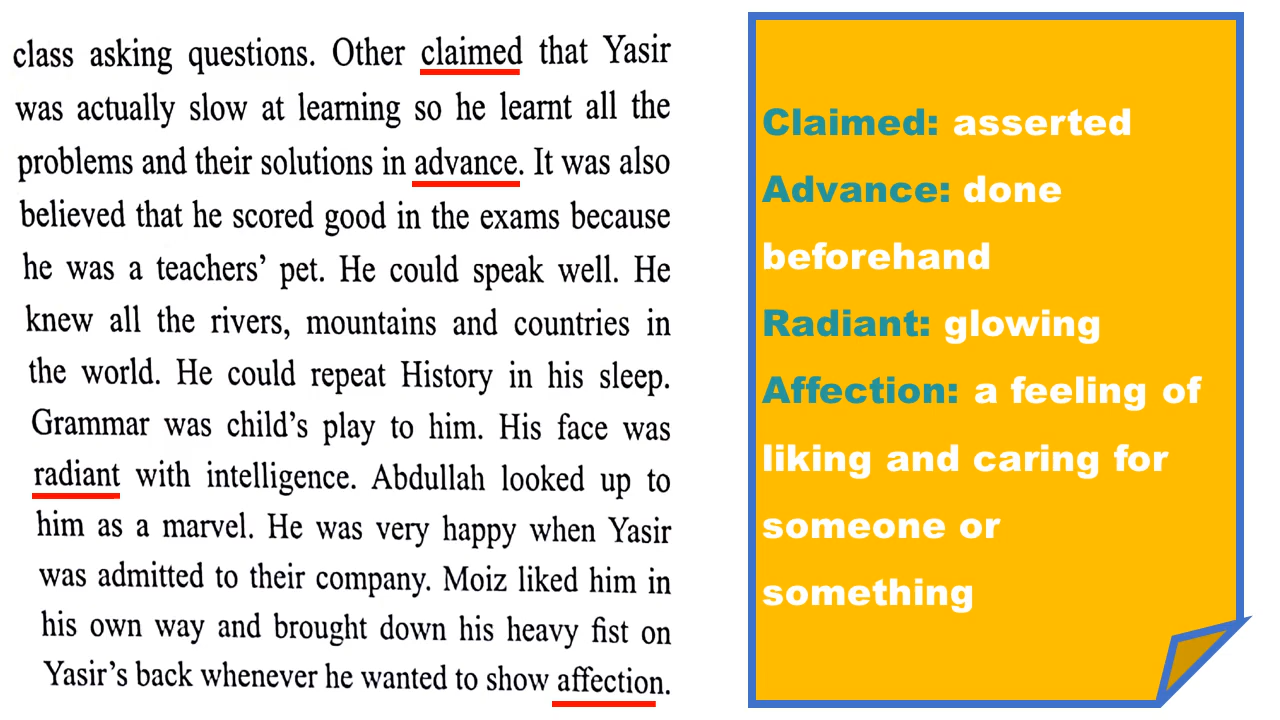 class asking questions. Other claimed that Yasir
was actually slow at learning so he learnt all the
problems and their solutions in advance. It was also
believed that he scored good in the exams because
he was a teachers’ pet. He could speak well. He
knew all the rivers, mountains and countries in
the world. He could repeat History in his sleep.
Grammar was child’s play to him. His face was
radiant with intelligence. Abdullah looked up to
him as a marvel. He was very happy when Yasir
was admitted to their company. Moiz liked him in
his own way and brought down his heavy fist on
Yasir’s back whenever he wanted to show affection.
Claimed: asserted
Advance: done
beforehand
Radiant: glowing
Affection: a feeling of
liking and caring for
someone or
something